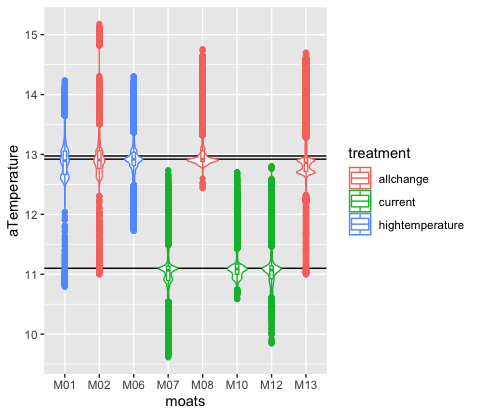 15
14
13
12
11
10
aTemperature
M01 M02 M06 M07 M08 M10 M12 M13
moats
treatment
allchange
current
hightemperature